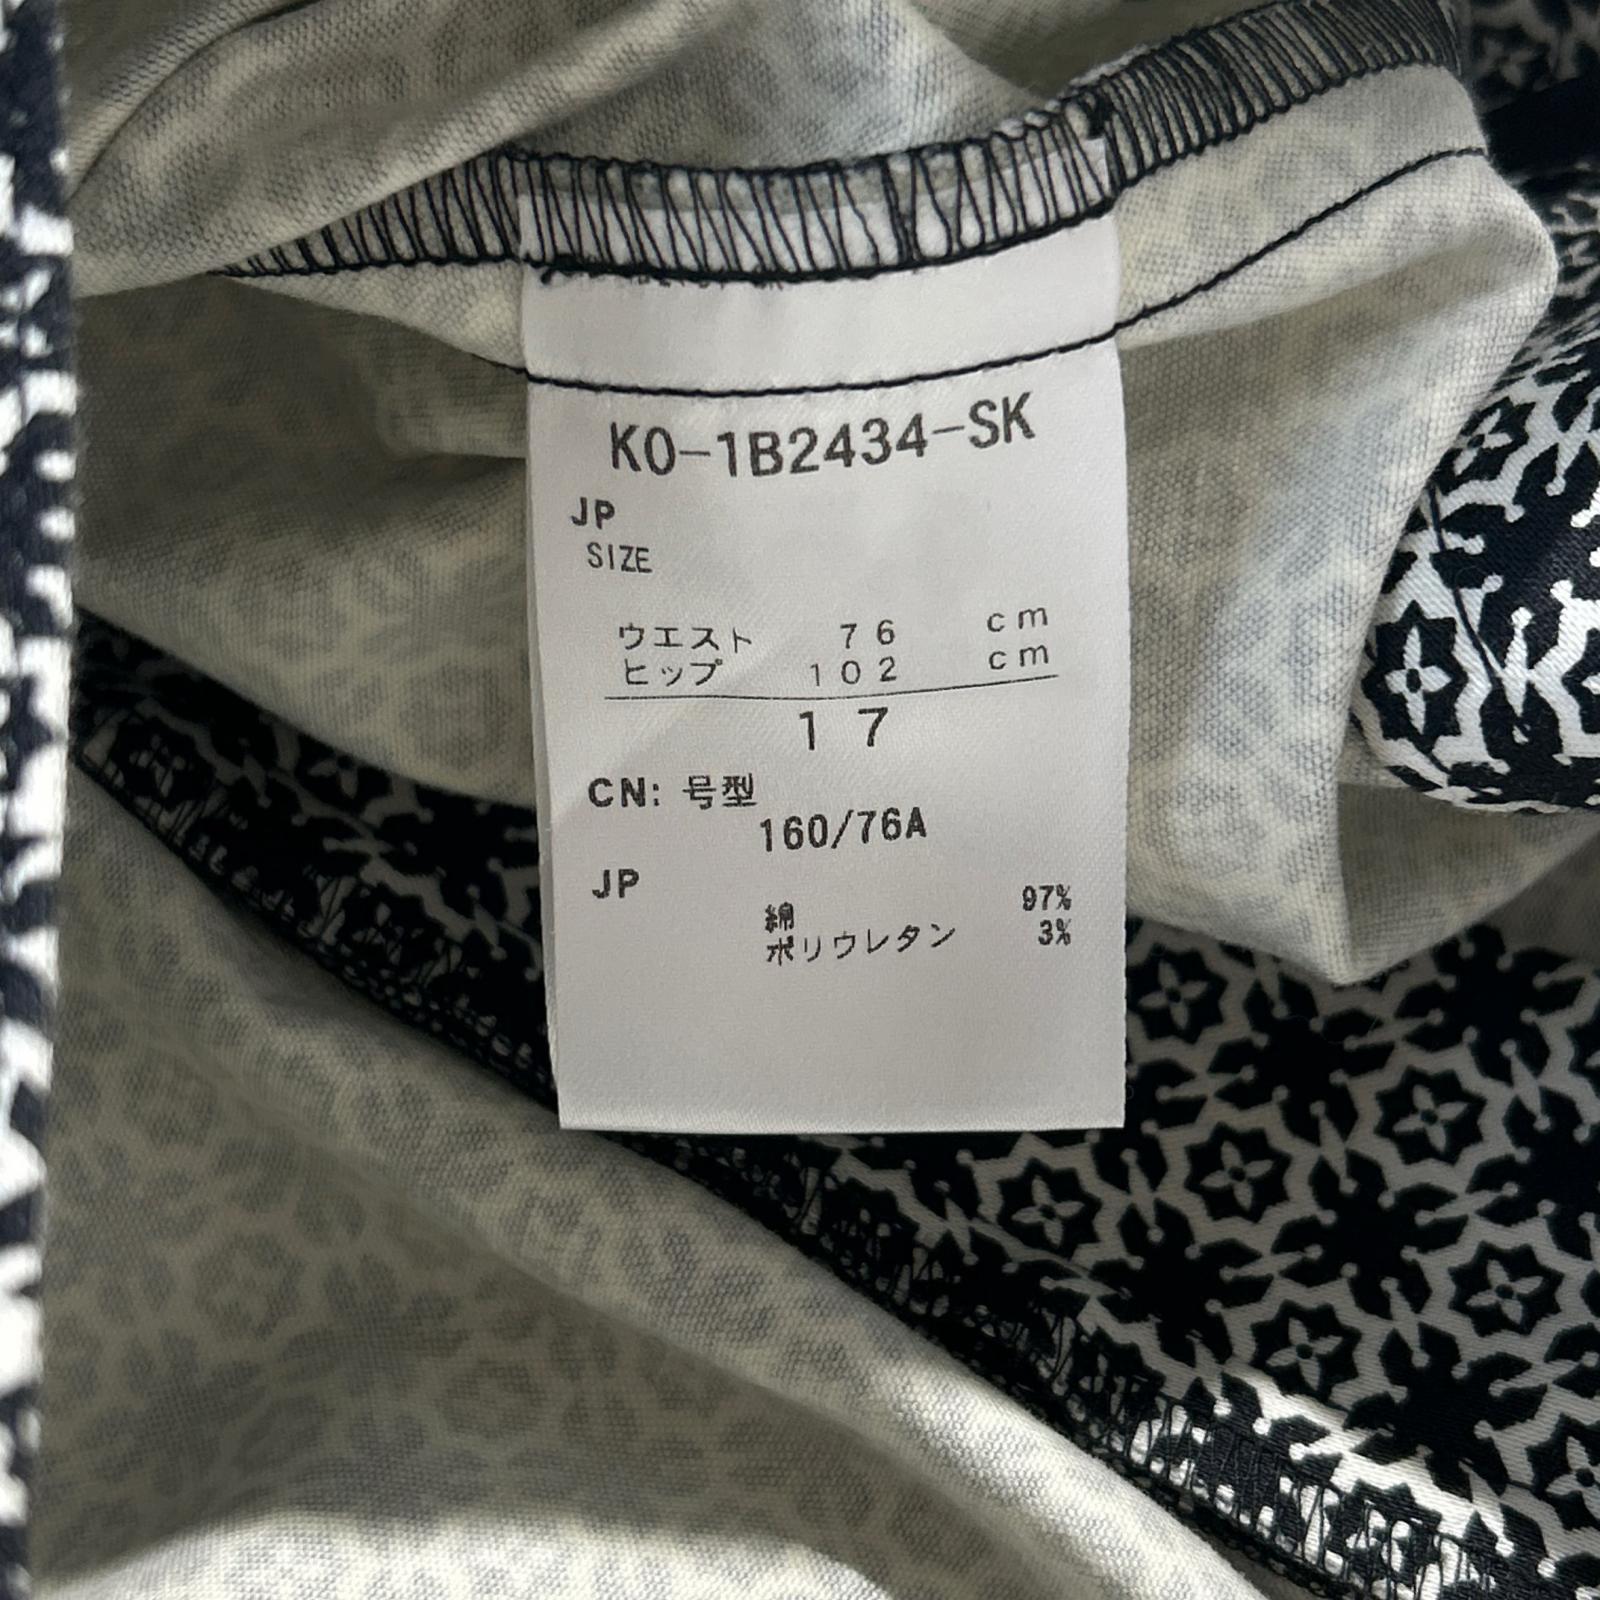 KO-1B2434-SK
JP
SIZE
ウエスト 76 cm
ヒップ 102 cm
17
CN: 号型
160/76A
JP
綿 97%
ポリウレタン 3%